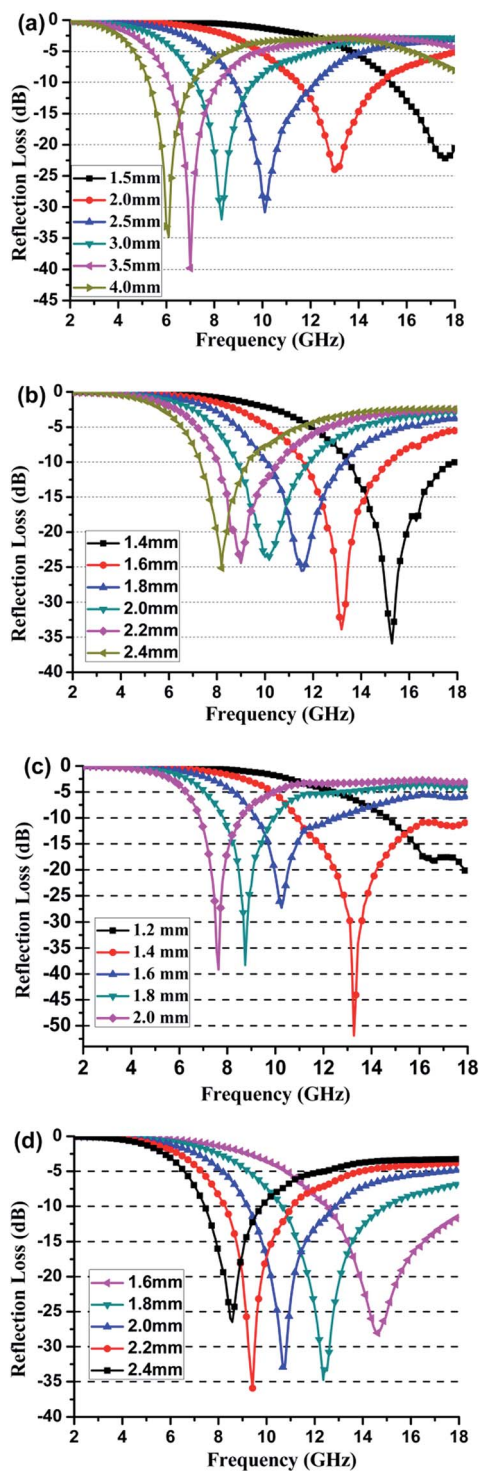 (a)
0
-5
-10
-15
-20
-25
-30
-35
-40
-45
Reflection Loss (dB)
1.5mm
2.0mm
2.5mm
3.0mm
3.5mm
4.0mm
2 4 6 8 10 12 14 16 18
Frequency (GHz)
(b)
0
-5
-10
-15
-20
-25
-30
-35
-40
Reflection Loss (dB)
1.4mm
1.6mm
1.8mm
2.0mm
2.2mm
2.4mm
2 4 6 8 10 12 14 16 18
Frequency (GHz)
(c)
0
-5
-10
-15
-20
-25
-30
-35
-40
-45
-50
Reflection Loss (dB)
1.2 mm
1.4 mm
1.6 mm
1.8 mm
2.0 mm
2 4 6 8 10 12 14 16 18
Frequency (GHz)
(d)
0
-5
-10
-15
-20
-25
-30
-35
-40
Reflection Loss (dB)
1.6mm
1.8mm
2.0mm
2.2mm
2.4mm
2 4 6 8 10 12 14 16 18
Frequency (GHz)